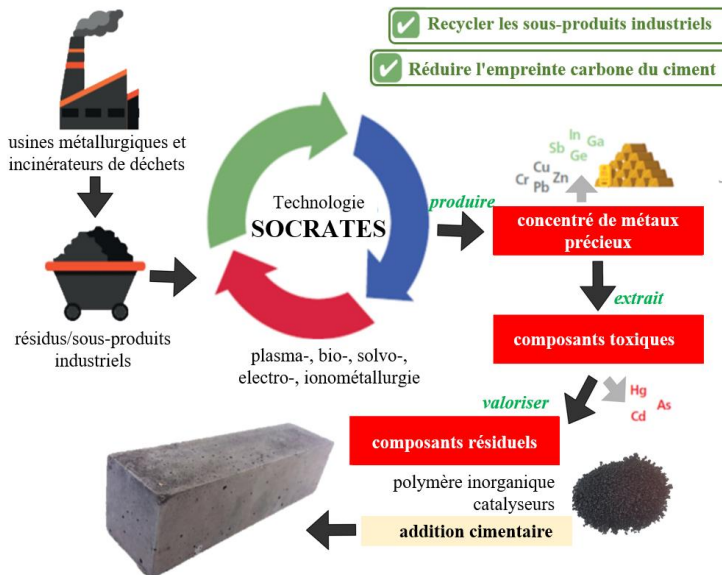 Recycler les sous-produits industriels
Réduire l'empreinte carbone du ciment
usines métallurgiques et
incinérateurs de déchets
résidus/sous-produits
industriels
Technologie
SOCRATES
plasma-, bio-, solvo-,
electro-, ionométallurgie
produire
In
Ga
Sb
Ge
Cu
Cr
Zn
Pb
concentré de métaux
précieux
extrait
composants toxiques
Hg
As
Cd
valoriser
composants résiduels
polymère inorganique
catalyseurs
addition cimentaire